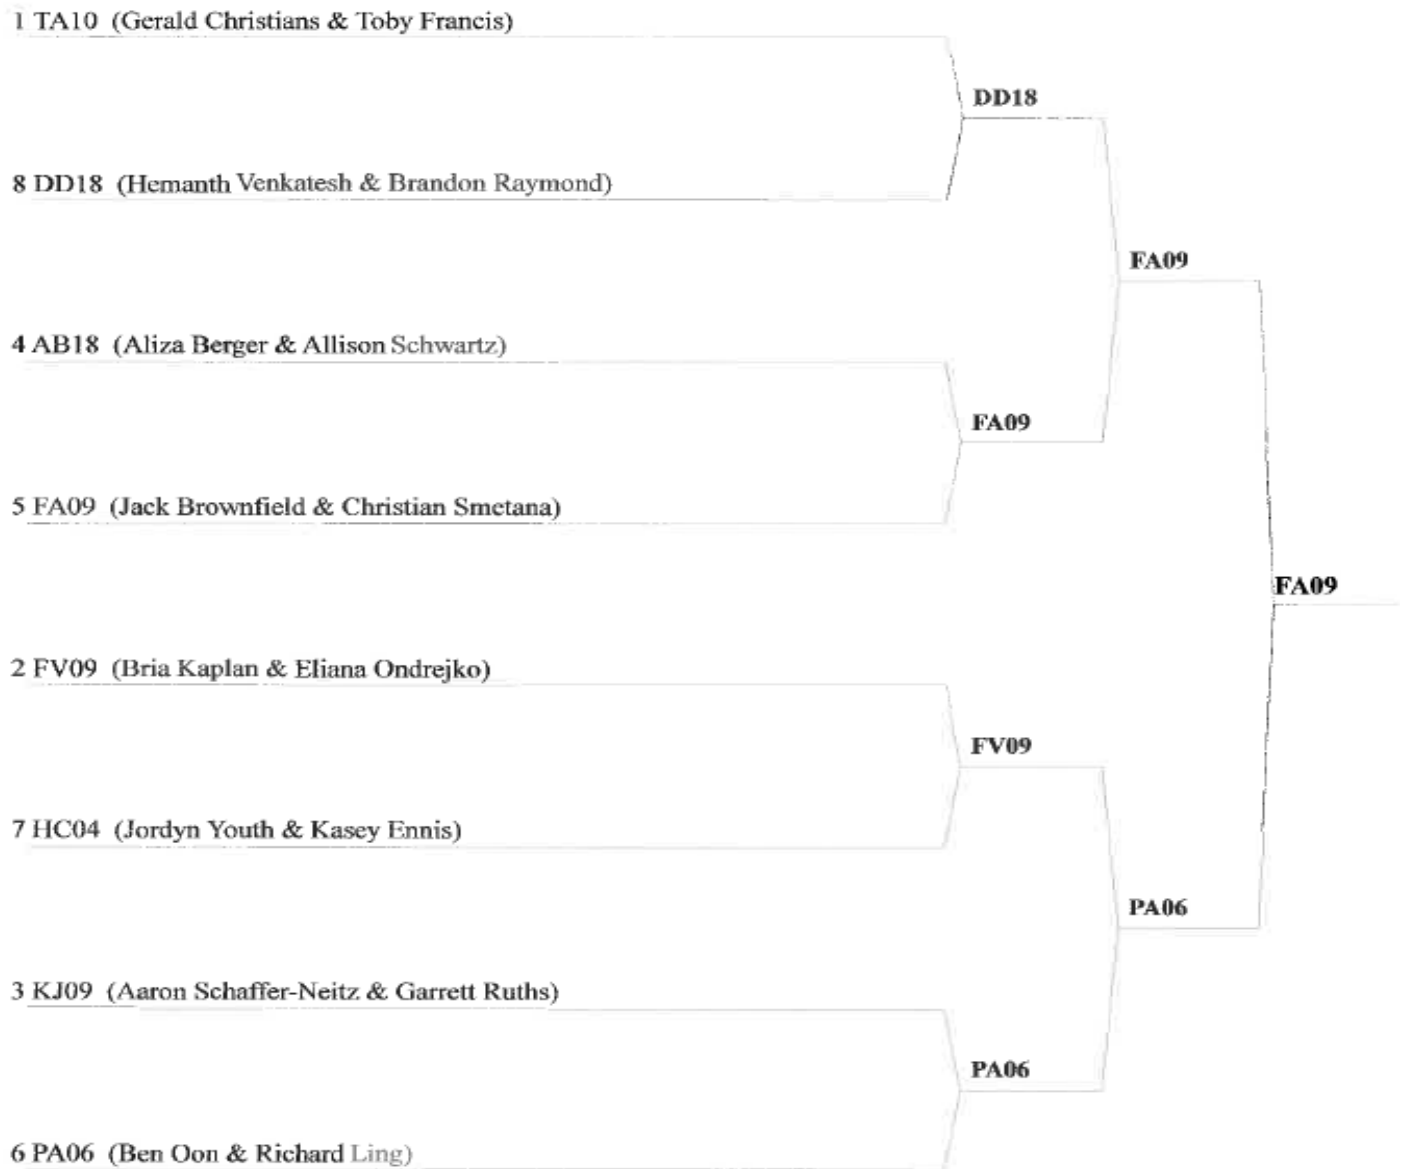 1 TA10 (Gerald Christians & Toby Francis)
DD18
8 DD18 (Hemanth Venkatesh & Brandon Raymond)
FA09
4 AB18 (Aliza Berger & Allison Schwartz)
FA09
5 FA09 (Jack Brownfield & Christian Smetana)
FA09
2 FV09 (Bria Kaplan & Eliana Ondrejko)
FV09
7 HC04 (Jordyn Youth & Kasey Ennis)
PA06
3 KJ09 (Aaron Schaffer-Neitz & Garrett Ruths)
PA06
6 PA06 (Ben Oon & Richard Ling)